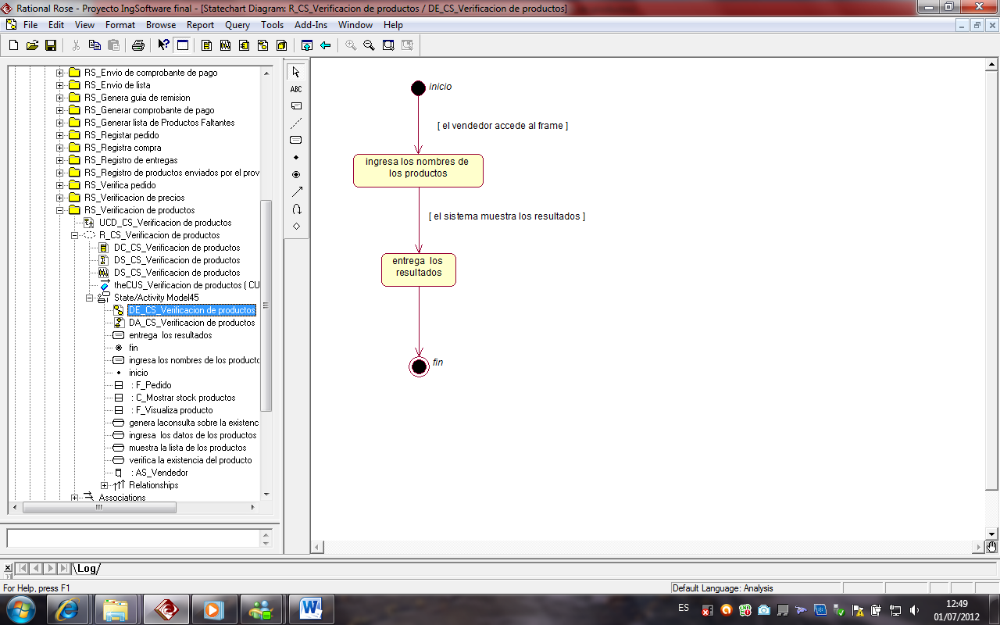 Rational Rose - Proyecto IngSoftware final - [Statechart Diagram: R_CS_Verificacion de productos / DE_CS_Verificacion de productos]
File Edit View Format Browse Report Query Tools Add-Ins Window Help
RS_Envio de comprobante de pago
RS_Envio de lista
RS_Genera guia de remision
RS_Generar comprobante de pago
RS_Generar lista de Productos Faltantes
RS_Registar pedido
RS_Registra compra
RS_Registro de entregas
RS_Registro de productos enviados por el prov
RS_Verifica pedido
RS_Verificacion de precios
RS_Verificacion de productos
UCD_CS_Verificacion de productos
R_CS_Verificacion de productos
DC_CS_Verificacion de productos
DS_CS_Verificacion de productos
DS_CS_Verificacion de productos
theCUS_Verificacion de productos ( CU
State/Activity Model45
DE_CS_Verificacion de productos
DA_CS_Verificacion de productos
entrega los resultados
fin
ingresa los nombres de los producto
inicio
: F_Pedido
: C_Mostrar stock productos
: F_Visualiza producto
genera laconsulta sobre la existenc
ingresa los datos de los productos
muestra la lista de los productos
verifica la existencia del producto
: AS_Vendedor
Relationships
Associations
ABC
inicio
[ el vendedor accede al frame ]
ingresa los nombres de
los productos
[ el sistema muestra los resultados ]
entrega los
resultados
fin
Log
For Help, press F1
Default Language: Analysis
ES
12:49
01/07/2012